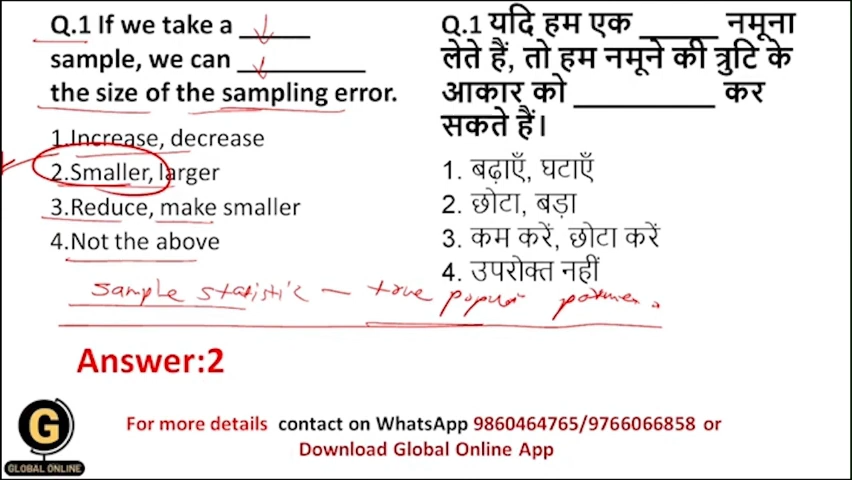 Q.1 If we take a ______
sample, we can __________
the size of the sampling error.
1.Increase, decrease
2.Smaller, larger
3.Reduce, make smaller
4.Not the above
Q.1 यदि हम एक _____ नमूना
लेते हैं, तो हम नमूने की त्रुटि के
आकार को _________ कर
सकते हैं।
1. बढ़ाएँ, घटाएँ
2. छोटा, बड़ा
3. कम करें, छोटा करें
4. उपरोक्त नहीं
Sample statistic – true
Answer:2
For more details contact on WhatsApp 9860464765/9766066858 or
Download Global Online App
G
GLOBAL ONLINE